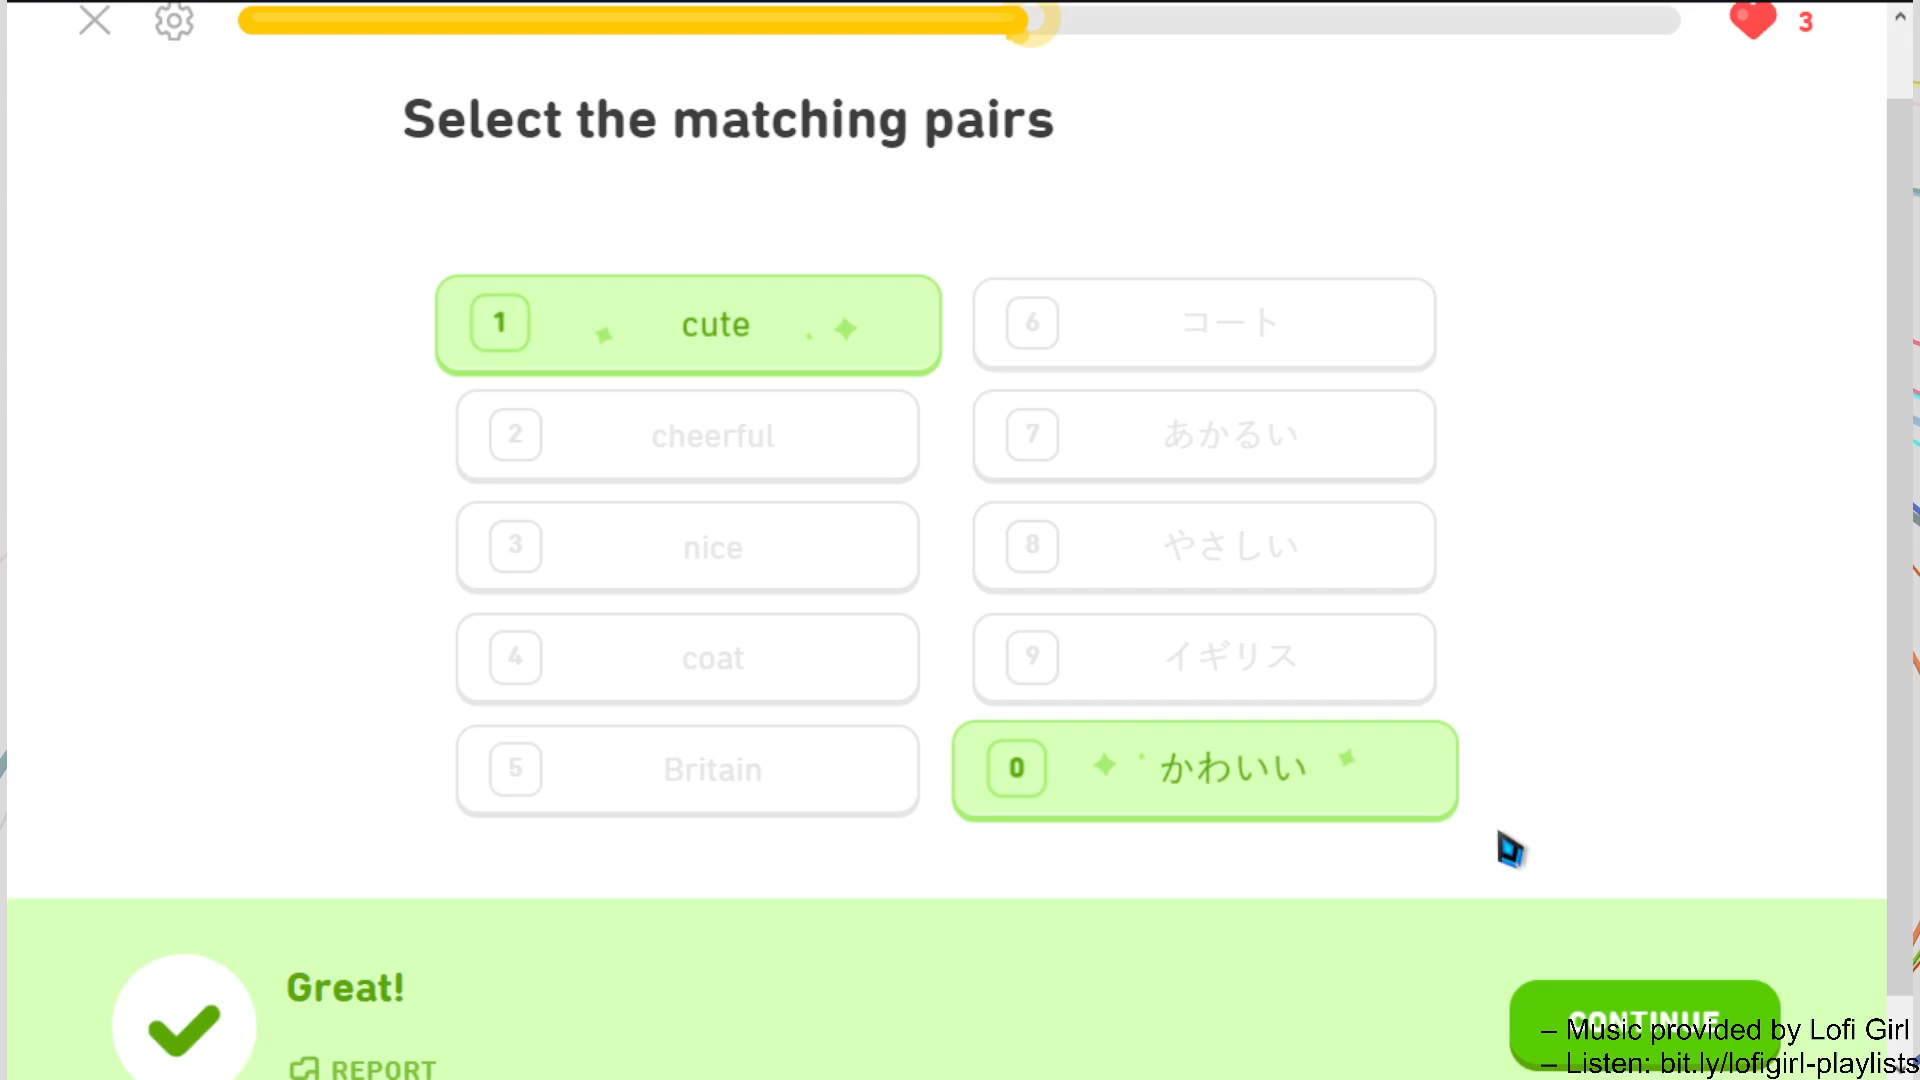 3
Select the matching pairs
1 cute
6 コート
2 cheerful
7 あかるい
3 nice
8 やさしい
4 coat
9 イギリス
5 Britain
0 かわいい
Great!
CONTINUE
REPORT
– Music provided by Lofi Girl
– Listen: bit.ly/lofigirl-playlists